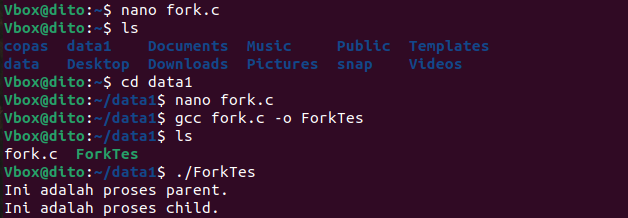 Vbox@dito:~$ nano fork.c
Vbox@dito:~$ ls
copas data1 Documents Music Public Templates
data Desktop Downloads Pictures snap Videos
Vbox@dito:~$ cd data1
Vbox@dito:~/data1$ nano fork.c
Vbox@dito:~/data1$ gcc fork.c -o ForkTes
Vbox@dito:~/data1$ ls
fork.c ForkTes
Vbox@dito:~/data1$ ./ForkTes
Ini adalah proses parent.
Ini adalah proses child.